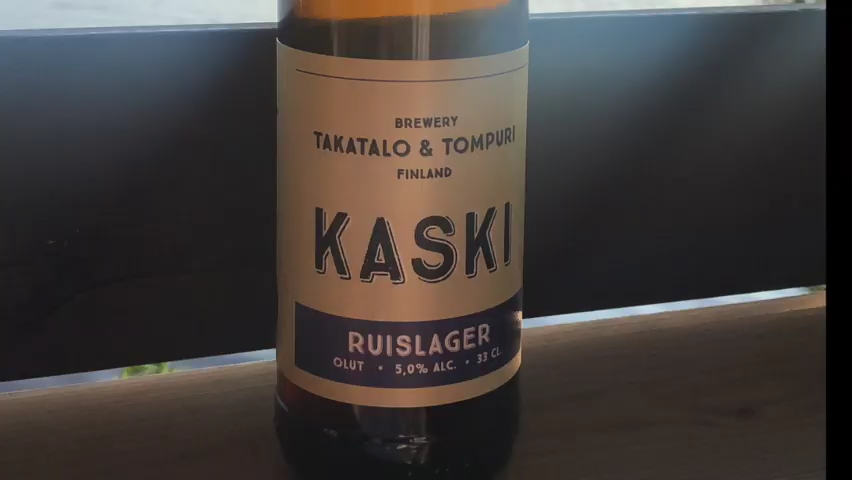 BREWERY
TAKATALO & TOMPURI
FINLAND
KASKI
RUISLAGER
OLUT • 5,0% ALC. • 33 CL.